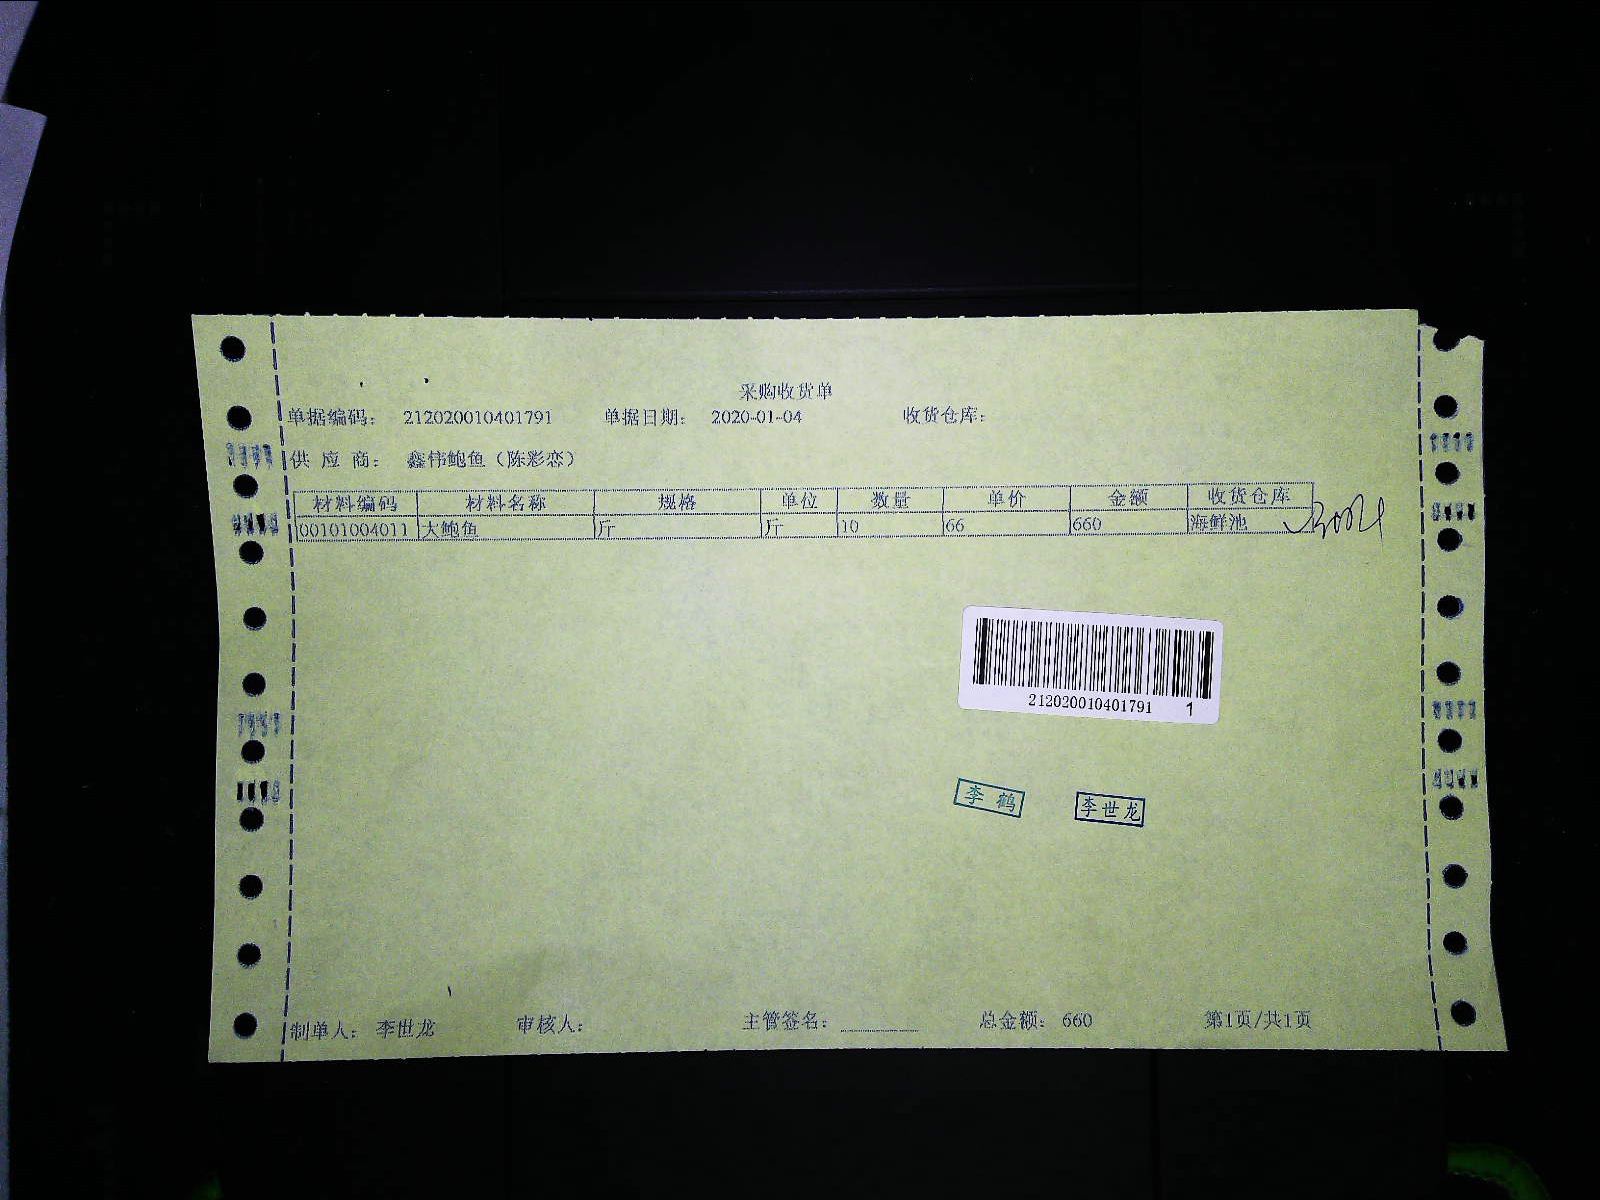 采购收货单
单据编码： 212020010401791 单据日期： 2020-01-04 收货仓库：
供 应 商： 鑫伟鲍鱼（陈彩恋）
材料编码 材料名称 规格 单位 数量 单价 金额 收货仓库
00101004011 大鲍鱼 斤 斤 10 66 660 海鲜池
212020010401791 1
李鹤 李世龙
制单人： 李世龙 审核人： 主管签名： 总金额： 660 第1页/共1页